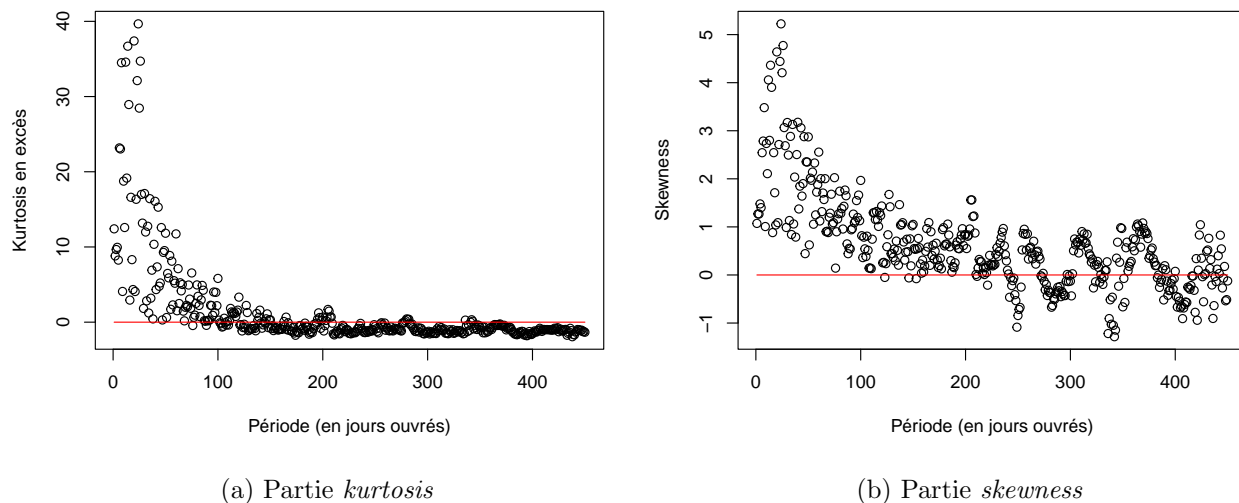 Kurtosis en excès
40
30
20
10
0
0 100 200 300 400
Période (en jours ouvrés)
(a) Partie kurtosis
Skewness
5
4
3
2
1
0
−1
0 100 200 300 400
Période (en jours ouvrés)
(b) Partie skewness